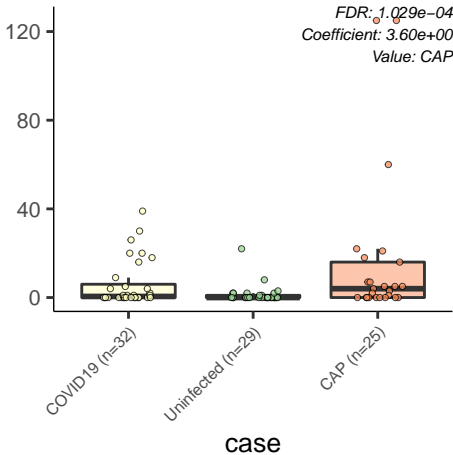 FDR: 1.029e−04
Coefficient: 3.60e+00
Value: CAP
120
80
40
0
COVID19 (n=32)
Uninfected (n=29)
CAP (n=25)
case